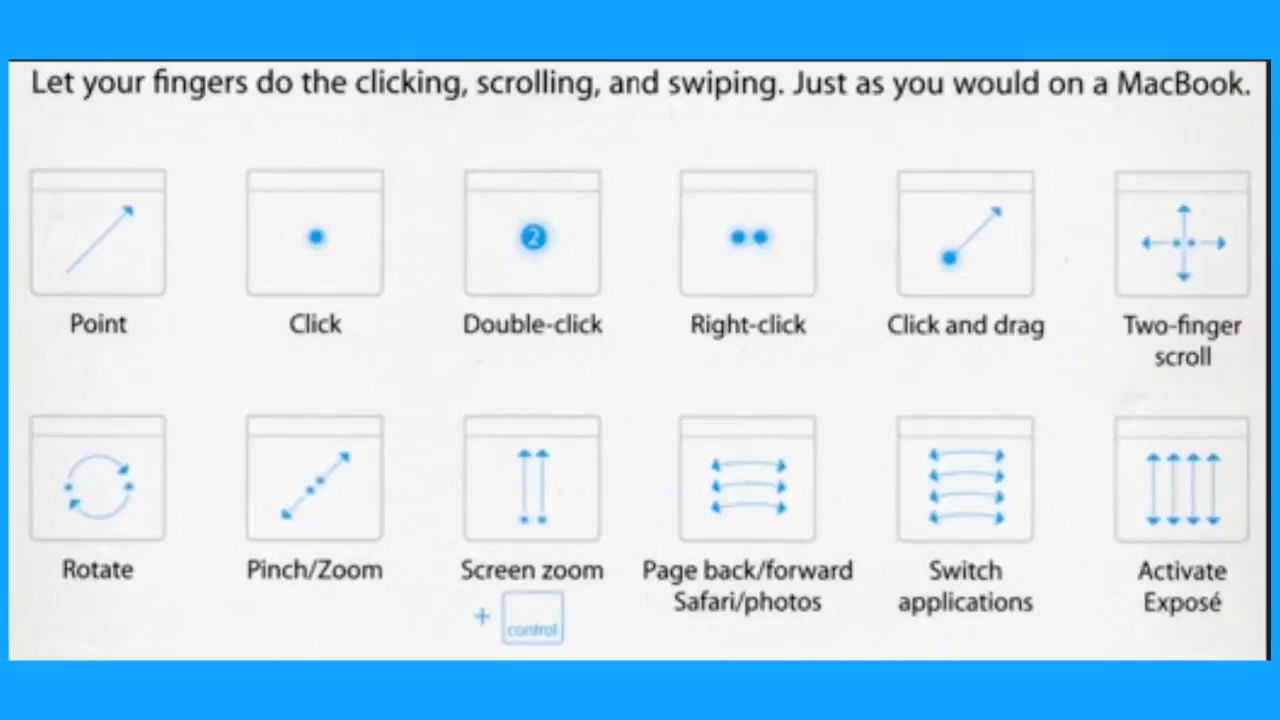 Let your fingers do the clicking, scrolling, and swiping. Just as you would on a MacBook.
2
Point
Click
Double-click
Right-click
Click and drag
Two-finger
scroll
Rotate
Pinch/Zoom
Screen zoom
+ control
Page back/forward
Safari/photos
Switch
applications
Activate
Exposé